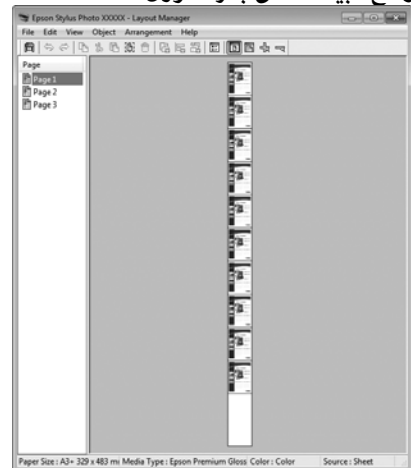 Epson Stylus Photo XXXXX - Layout Manager
File Edit View Object Arrangement Help
Page
Page 1
Page 2
Page 3
Paper Size : A3+ 329 x 483 mi Media Type : Epson Premium Gloss Color : Color Source : Sheet